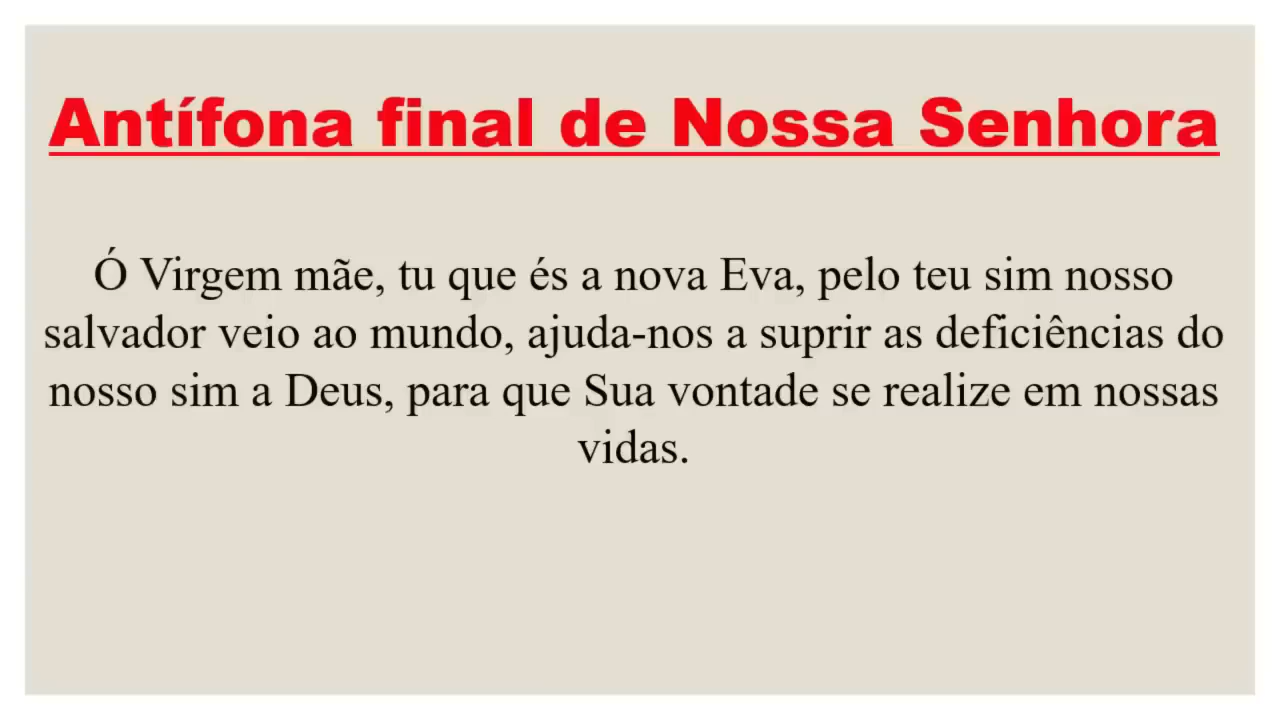 Antífona final de Nossa Senhora
Ó Virgem mãe, tu que és a nova Eva, pelo teu sim nosso
salvador veio ao mundo, ajuda-nos a suprir as deficiências do
nosso sim a Deus, para que Sua vontade se realize em nossas
vidas.